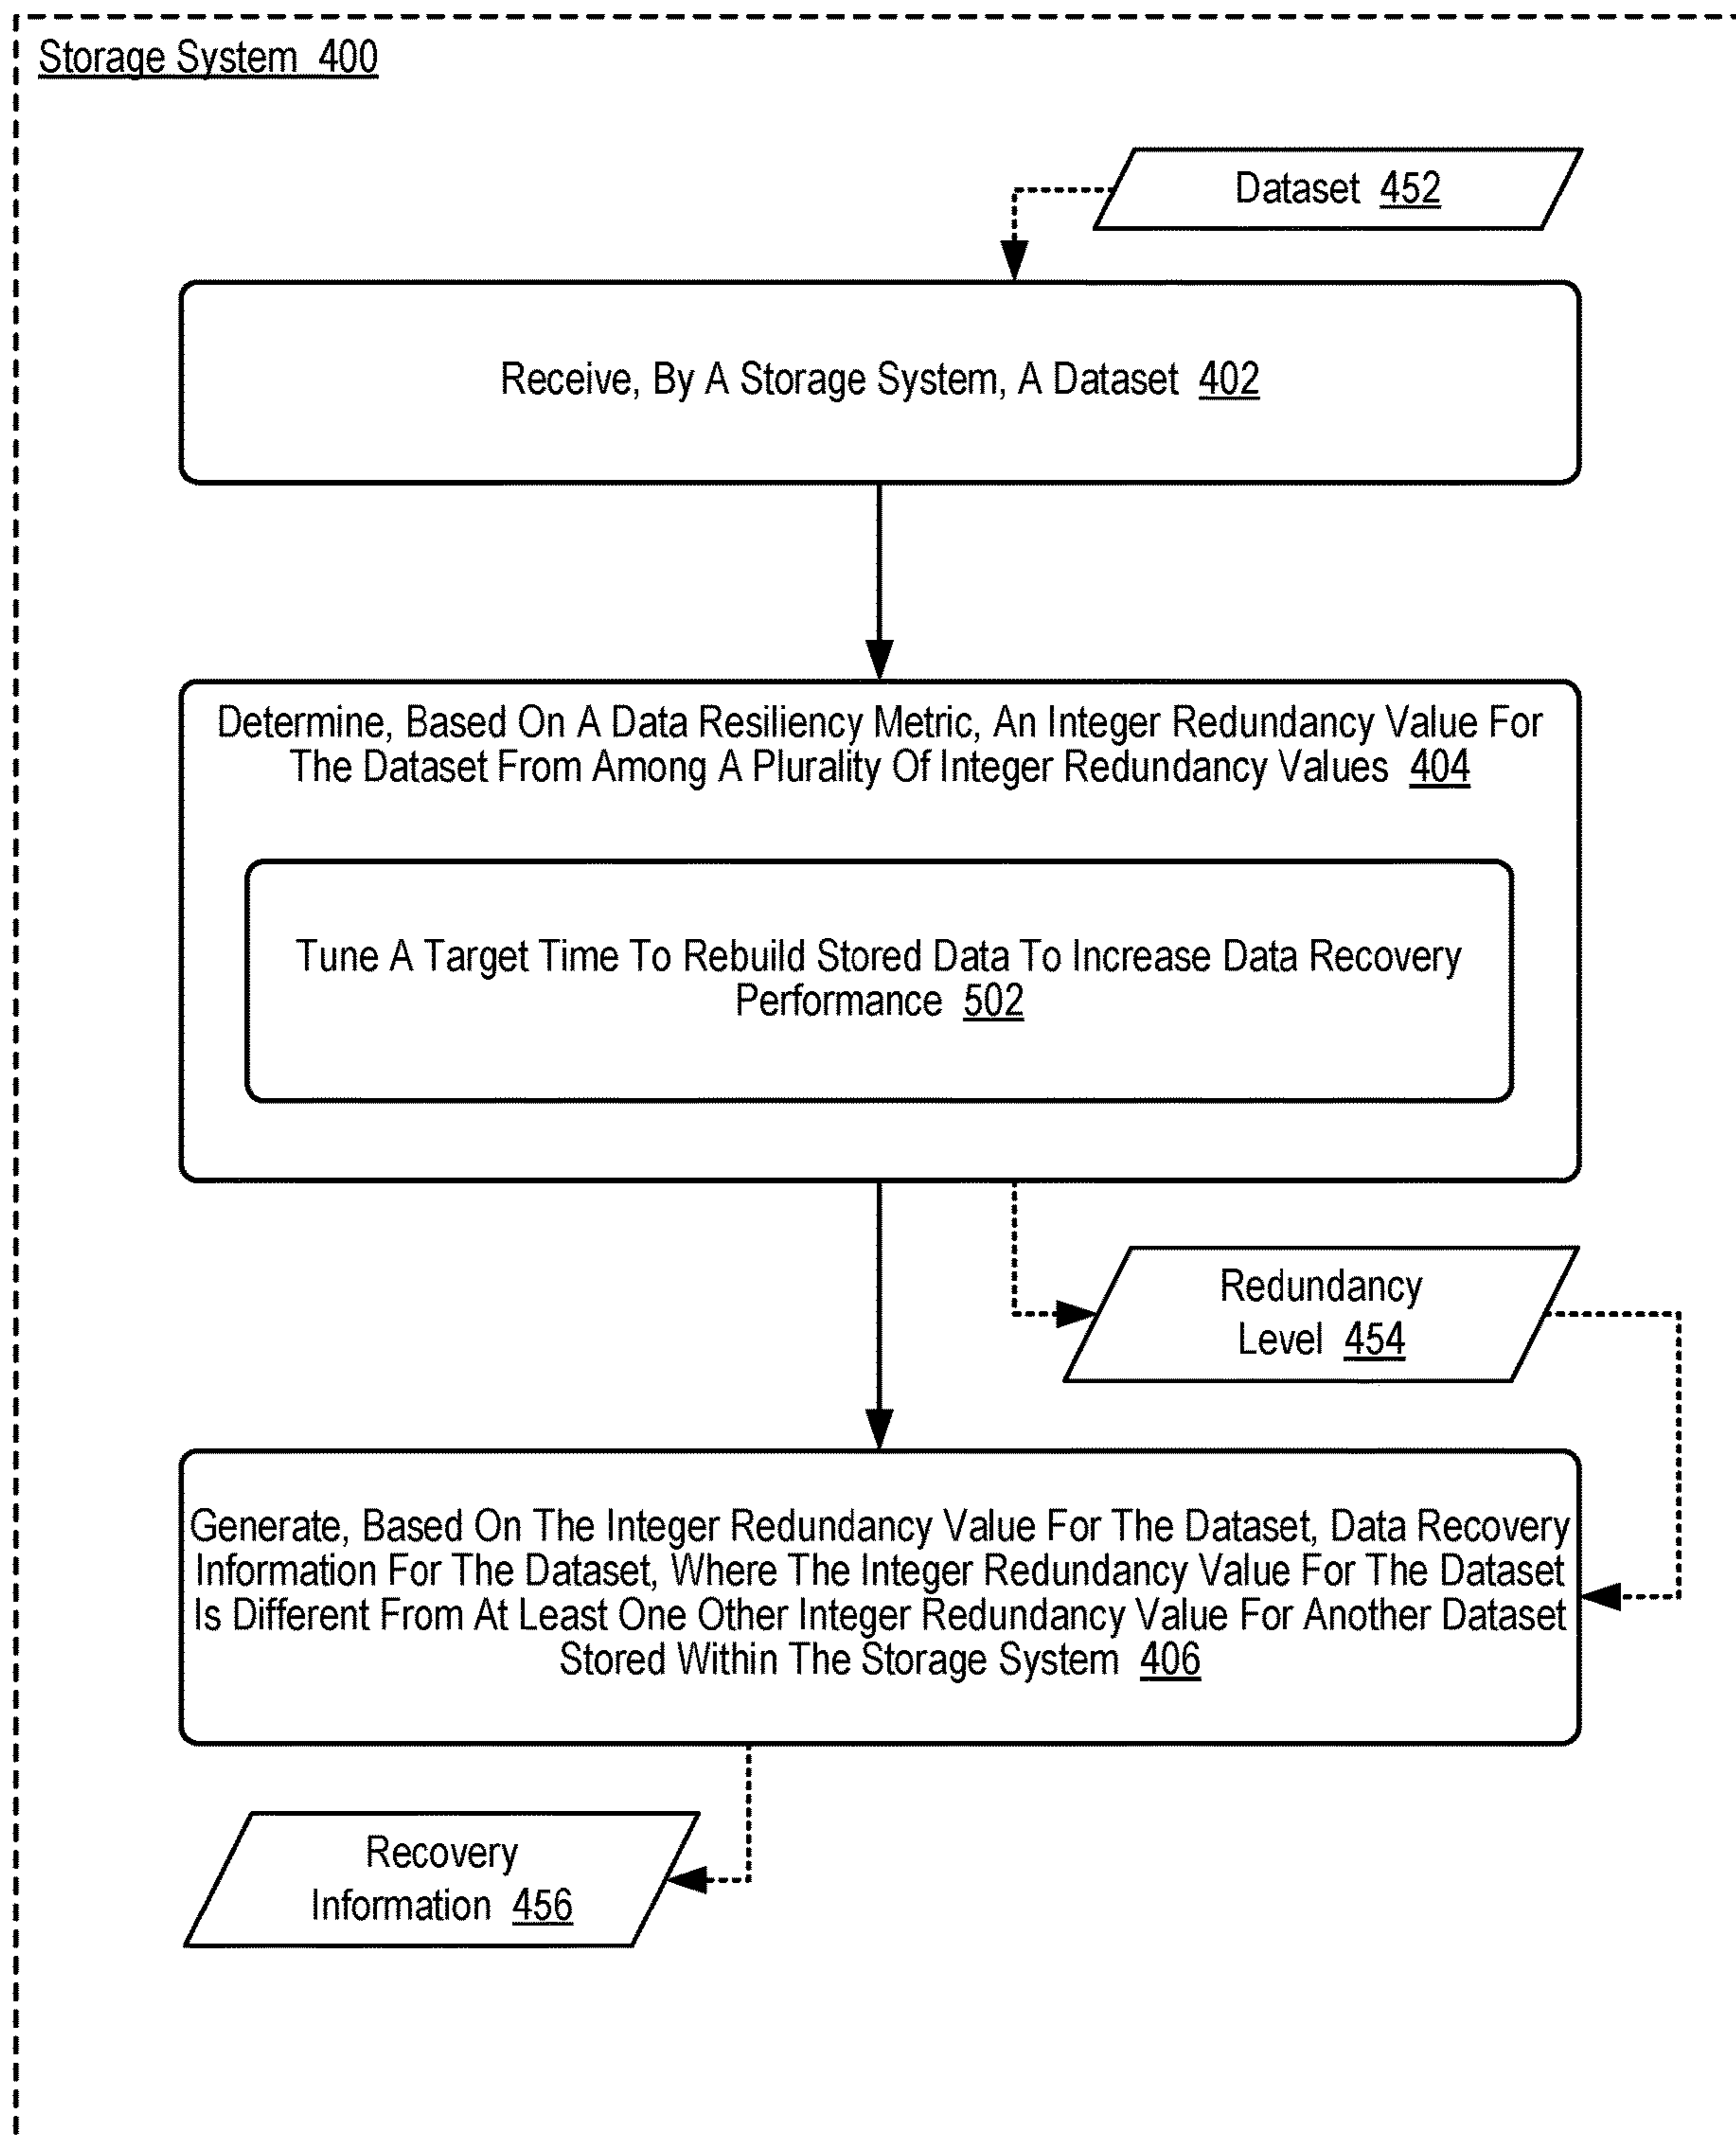 Storage System 400
Dataset 452
Receive, By A Storage System, A Dataset 402
Determine, Based On A Data Resiliency Metric, An Integer Redundancy Value For
The Dataset From Among A Plurality Of Integer Redundancy Values 404
Tune A Target Time To Rebuild Stored Data To Increase Data Recovery
Performance 502
Redundancy
Level 454
Generate, Based On The Integer Redundancy Value For The Dataset, Data Recovery
Information For The Dataset, Where The Integer Redundancy Value For The Dataset
Is Different From At Least One Other Integer Redundancy Value For Another Dataset
Stored Within The Storage System 406
Recovery
Information 456